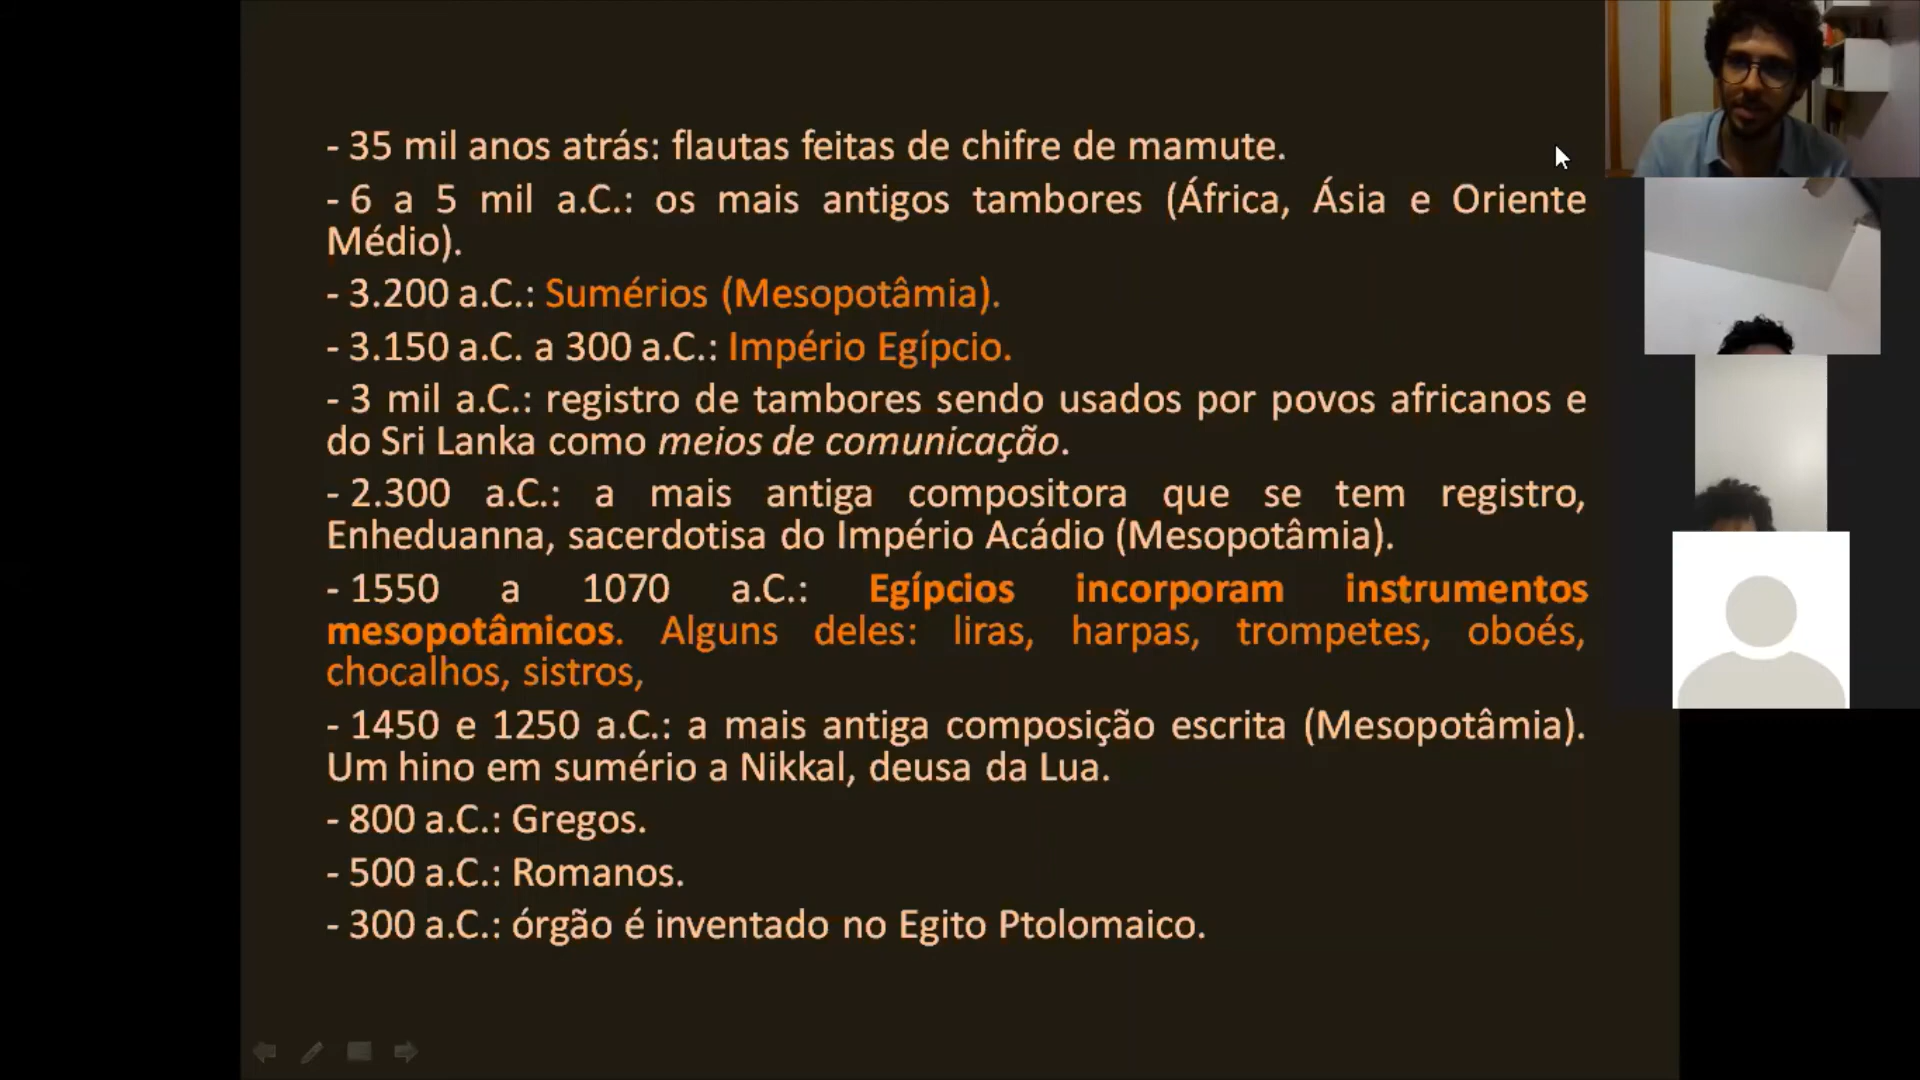 - 35 mil anos atrás: flautas feitas de chifre de mamute.
- 6 a 5 mil a.C.: os mais antigos tambores (África, Ásia e Oriente
Médio).
- 3.200 a.C.: Sumérios (Mesopotâmia).
- 3.150 a.C. a 300 a.C.: Império Egípcio.
- 3 mil a.C.: registro de tambores sendo usados por povos africanos e
do Sri Lanka como meios de comunicação.
- 2.300 a.C.: a mais antiga compositora que se tem registro,
Enheduanna, sacerdotisa do Império Acádio (Mesopotâmia).
- 1550 a 1070 a.C.: Egípcios incorporam instrumentos
mesopotâmicos. Alguns deles: liras, harpas, trompetes, oboés,
chocalhos, sistros,
- 1450 e 1250 a.C.: a mais antiga composição escrita (Mesopotâmia).
Um hino em sumério a Nikkal, deusa da Lua.
- 800 a.C.: Gregos.
- 500 a.C.: Romanos.
- 300 a.C.: órgão é inventado no Egito Ptolomaico.